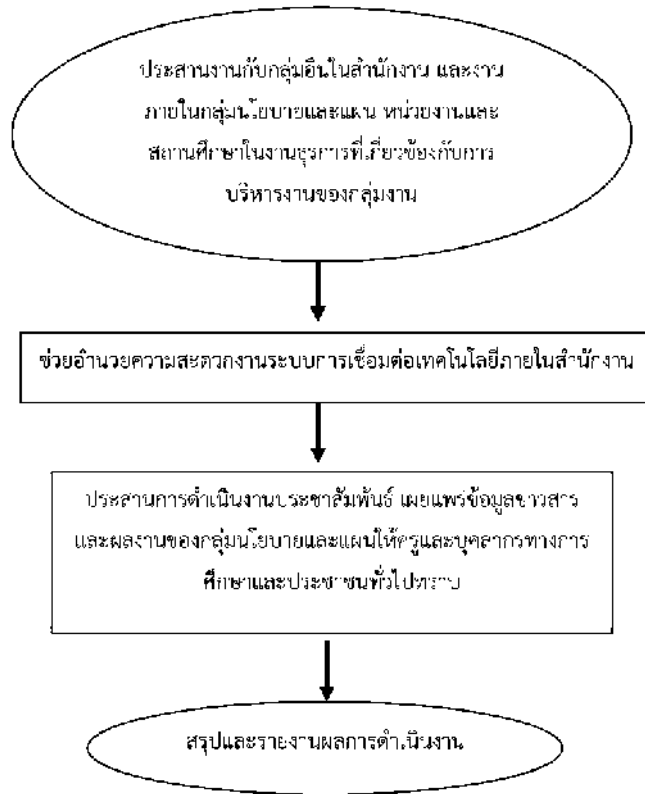 ประสานงานกับกลุ่มอื่นในสำนักงาน และงาน
ภายในกลุ่มนโยบายและแผน หน่วยงานและ
สถานศึกษาในงานธุรการที่เกี่ยวข้องกับการ
บริหารงานของกลุ่มงาน
ช่วยอำนวยความสะดวกงานระบบการเชื่อมต่อเทคโนโลยีภายในสำนักงาน
ประสานการดำเนินงานประชาสัมพันธ์ เผยแพร่ข้อมูลข่าวสาร
และผลงานของกลุ่มนโยบายและแผนให้ครูและบุคลากรทางการ
ศึกษาและประชาชนทั่วไปทราบ
สรุปและรายงานผลการดำเนินงาน